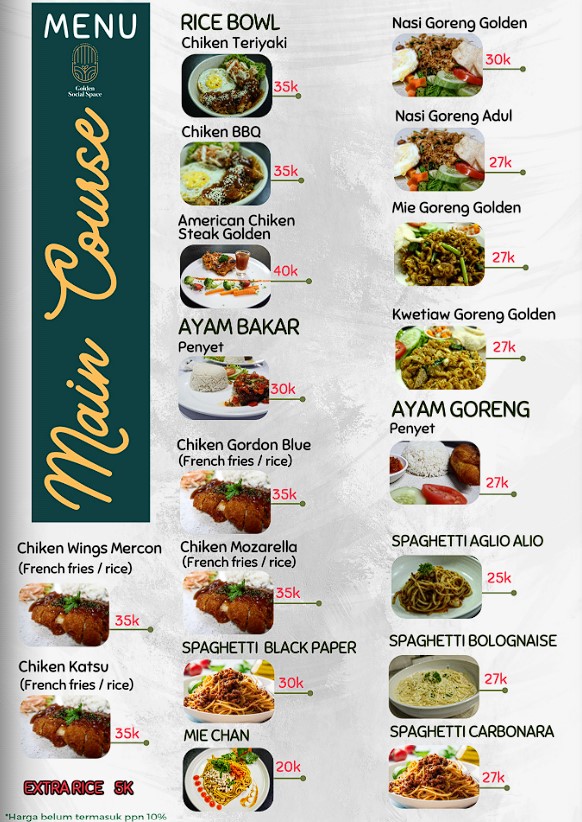 MENU
Golden
Social Space
Main Course
RICE BOWL
Chiken Teriyaki
35k
Chiken BBQ
35k
American Chiken
Steak Golden
40k
AYAM BAKAR
Penyet
30k
Chiken Gordon Blue
(French fries / rice)
35k
Chiken Mozarella
(French fries / rice)
35k
SPAGHETTI BLACK PAPER
30k
MIE CHAN
20k
Chiken Wings Mercon
(French fries / rice)
35k
Chiken Katsu
(French fries / rice)
35k
EXTRA RICE 5K
*Harga belum termasuk ppn 10%
Nasi Goreng Golden
30k
Nasi Goreng Adul
27k
Mie Goreng Golden
27k
Kwetiaw Goreng Golden
27k
AYAM GORENG
Penyet
27k
SPAGHETTI AGLIO ALIO
25k
SPAGHETTI BOLOGNAISE
27k
SPAGHETTI CARBONARA
27k